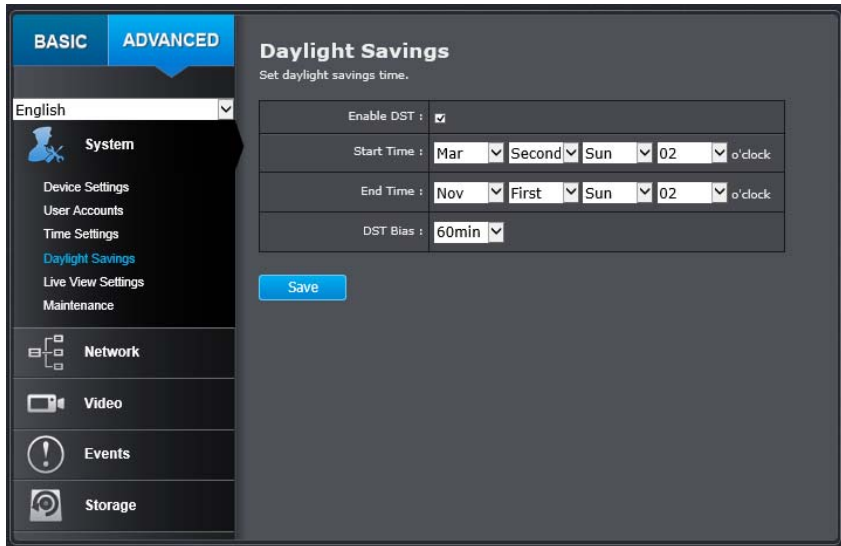 BASIC ADVANCED
English
System
Device Settings
User Accounts
Time Settings
Daylight Savings
Live View Settings
Maintenance
Network
Video
Events
Storage
Daylight Savings
Set daylight savings time.
Enable DST :
Start Time : Mar Second Sun 02 o'clock
End Time : Nov First Sun 02 o'clock
DST Bias : 60min
Save